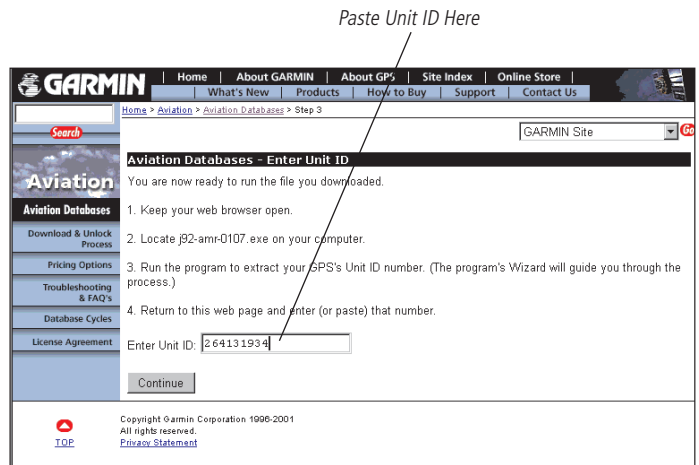 Paste Unit ID Here
GARMIN
Home | About GARMIN | About GPS | Site Index | Online Store |
| What's New | Products | How to Buy | Support | Contact Us
Home > Aviation > Aviation Databases > Step 3
Search
GARMIN Site
Go
Aviation
Aviation Databases
Download & Unlock Process
Pricing Options
Troubleshooting & FAQ's
Database Cycles
License Agreement
Aviation Databases - Enter Unit ID
You are now ready to run the file you downloaded.
1. Keep your web browser open.
2. Locate j92-amr-0107.exe on your computer.
3. Run the program to extract your GPS's Unit ID number. (The program's Wizard will guide you through the
process.)
4. Return to this web page and enter (or paste) that number.
Enter Unit ID: 264131934
Continue
TOP
Copyright Garmin Corporation 1996-2001
All rights reserved.
Privacy Statement